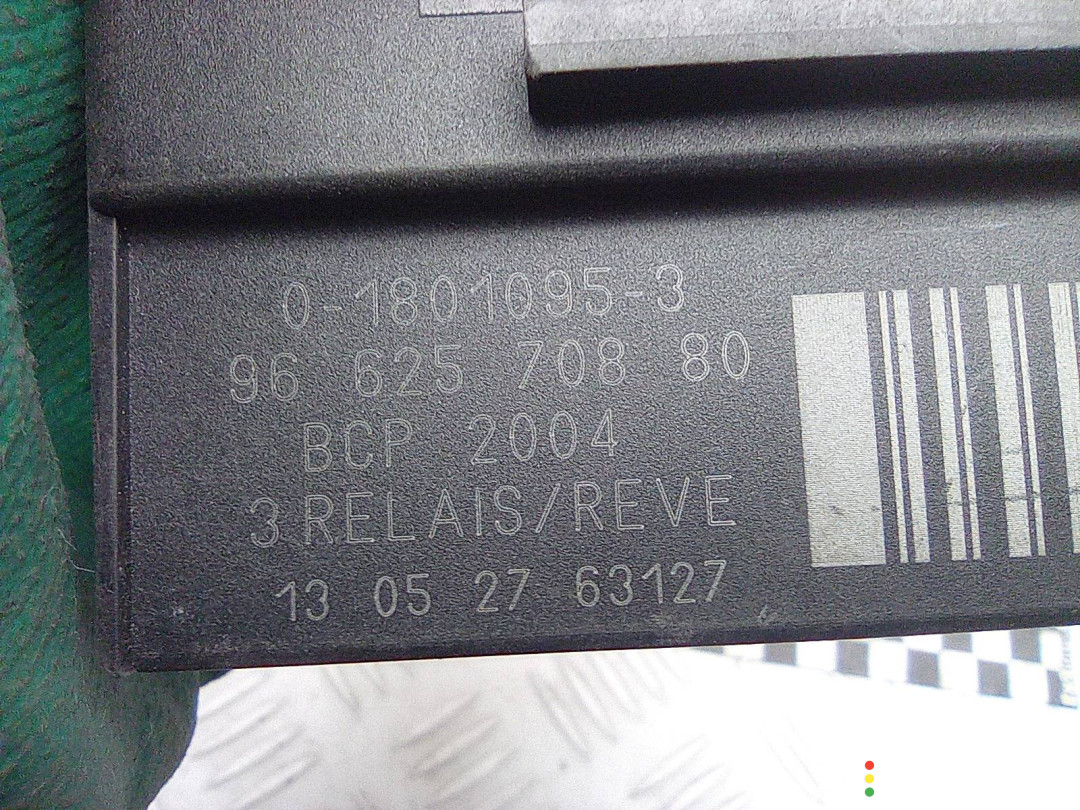 0-1801095-3
96 625 708 80
BCP 2004
3 RELAIS/REVE
13 05 27 63127